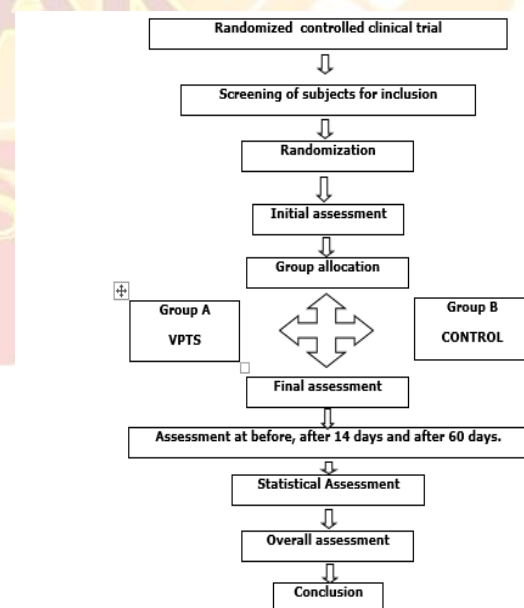 Randomized controlled clinical trial
Screening of subjects for inclusion
Randomization
Initial assessment
Group allocation
Group A
VPTS
Group B
CONTROL
Final assessment
Assessment at before, after 14 days and after 60 days.
Statistical Assessment
Overall assessment
Conclusion